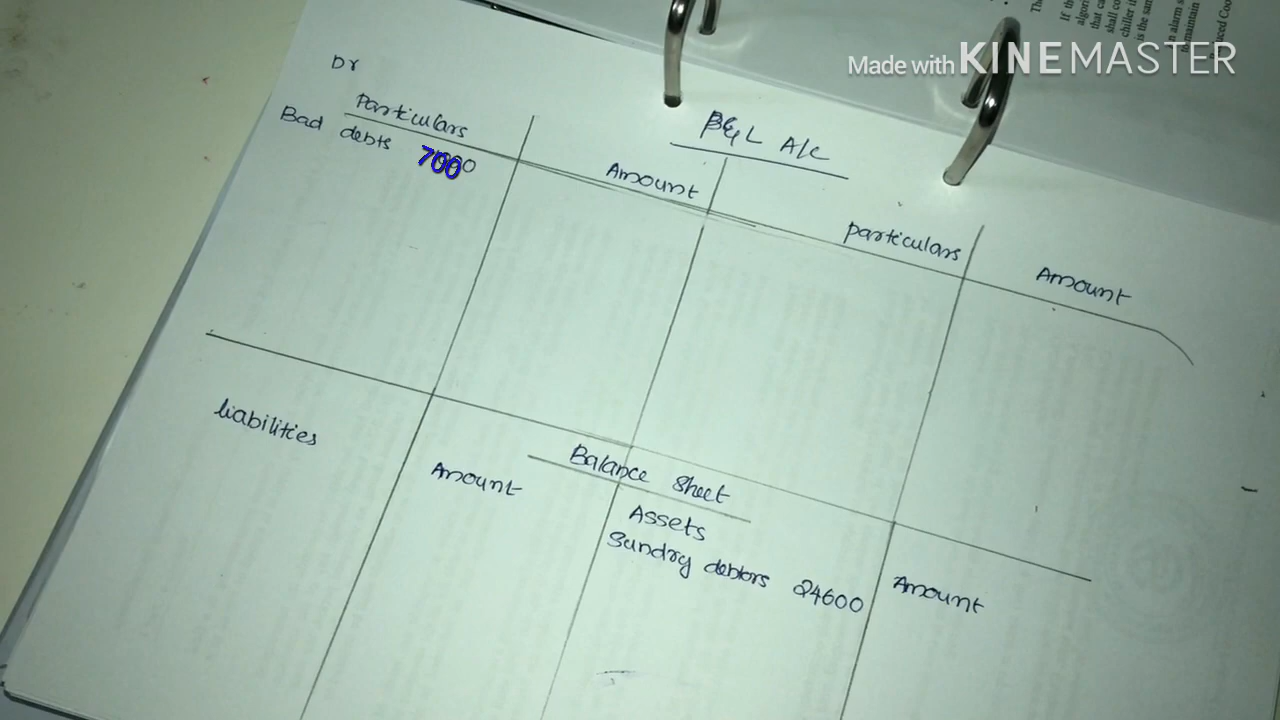 Made with KINEMASTER
Dr
P&L A/c
Particulars
Amount
particulars
Amount
Bad debts 700
Balance Sheet
liabilities
Amount
Assets
Amount
Sundry debtors 24600